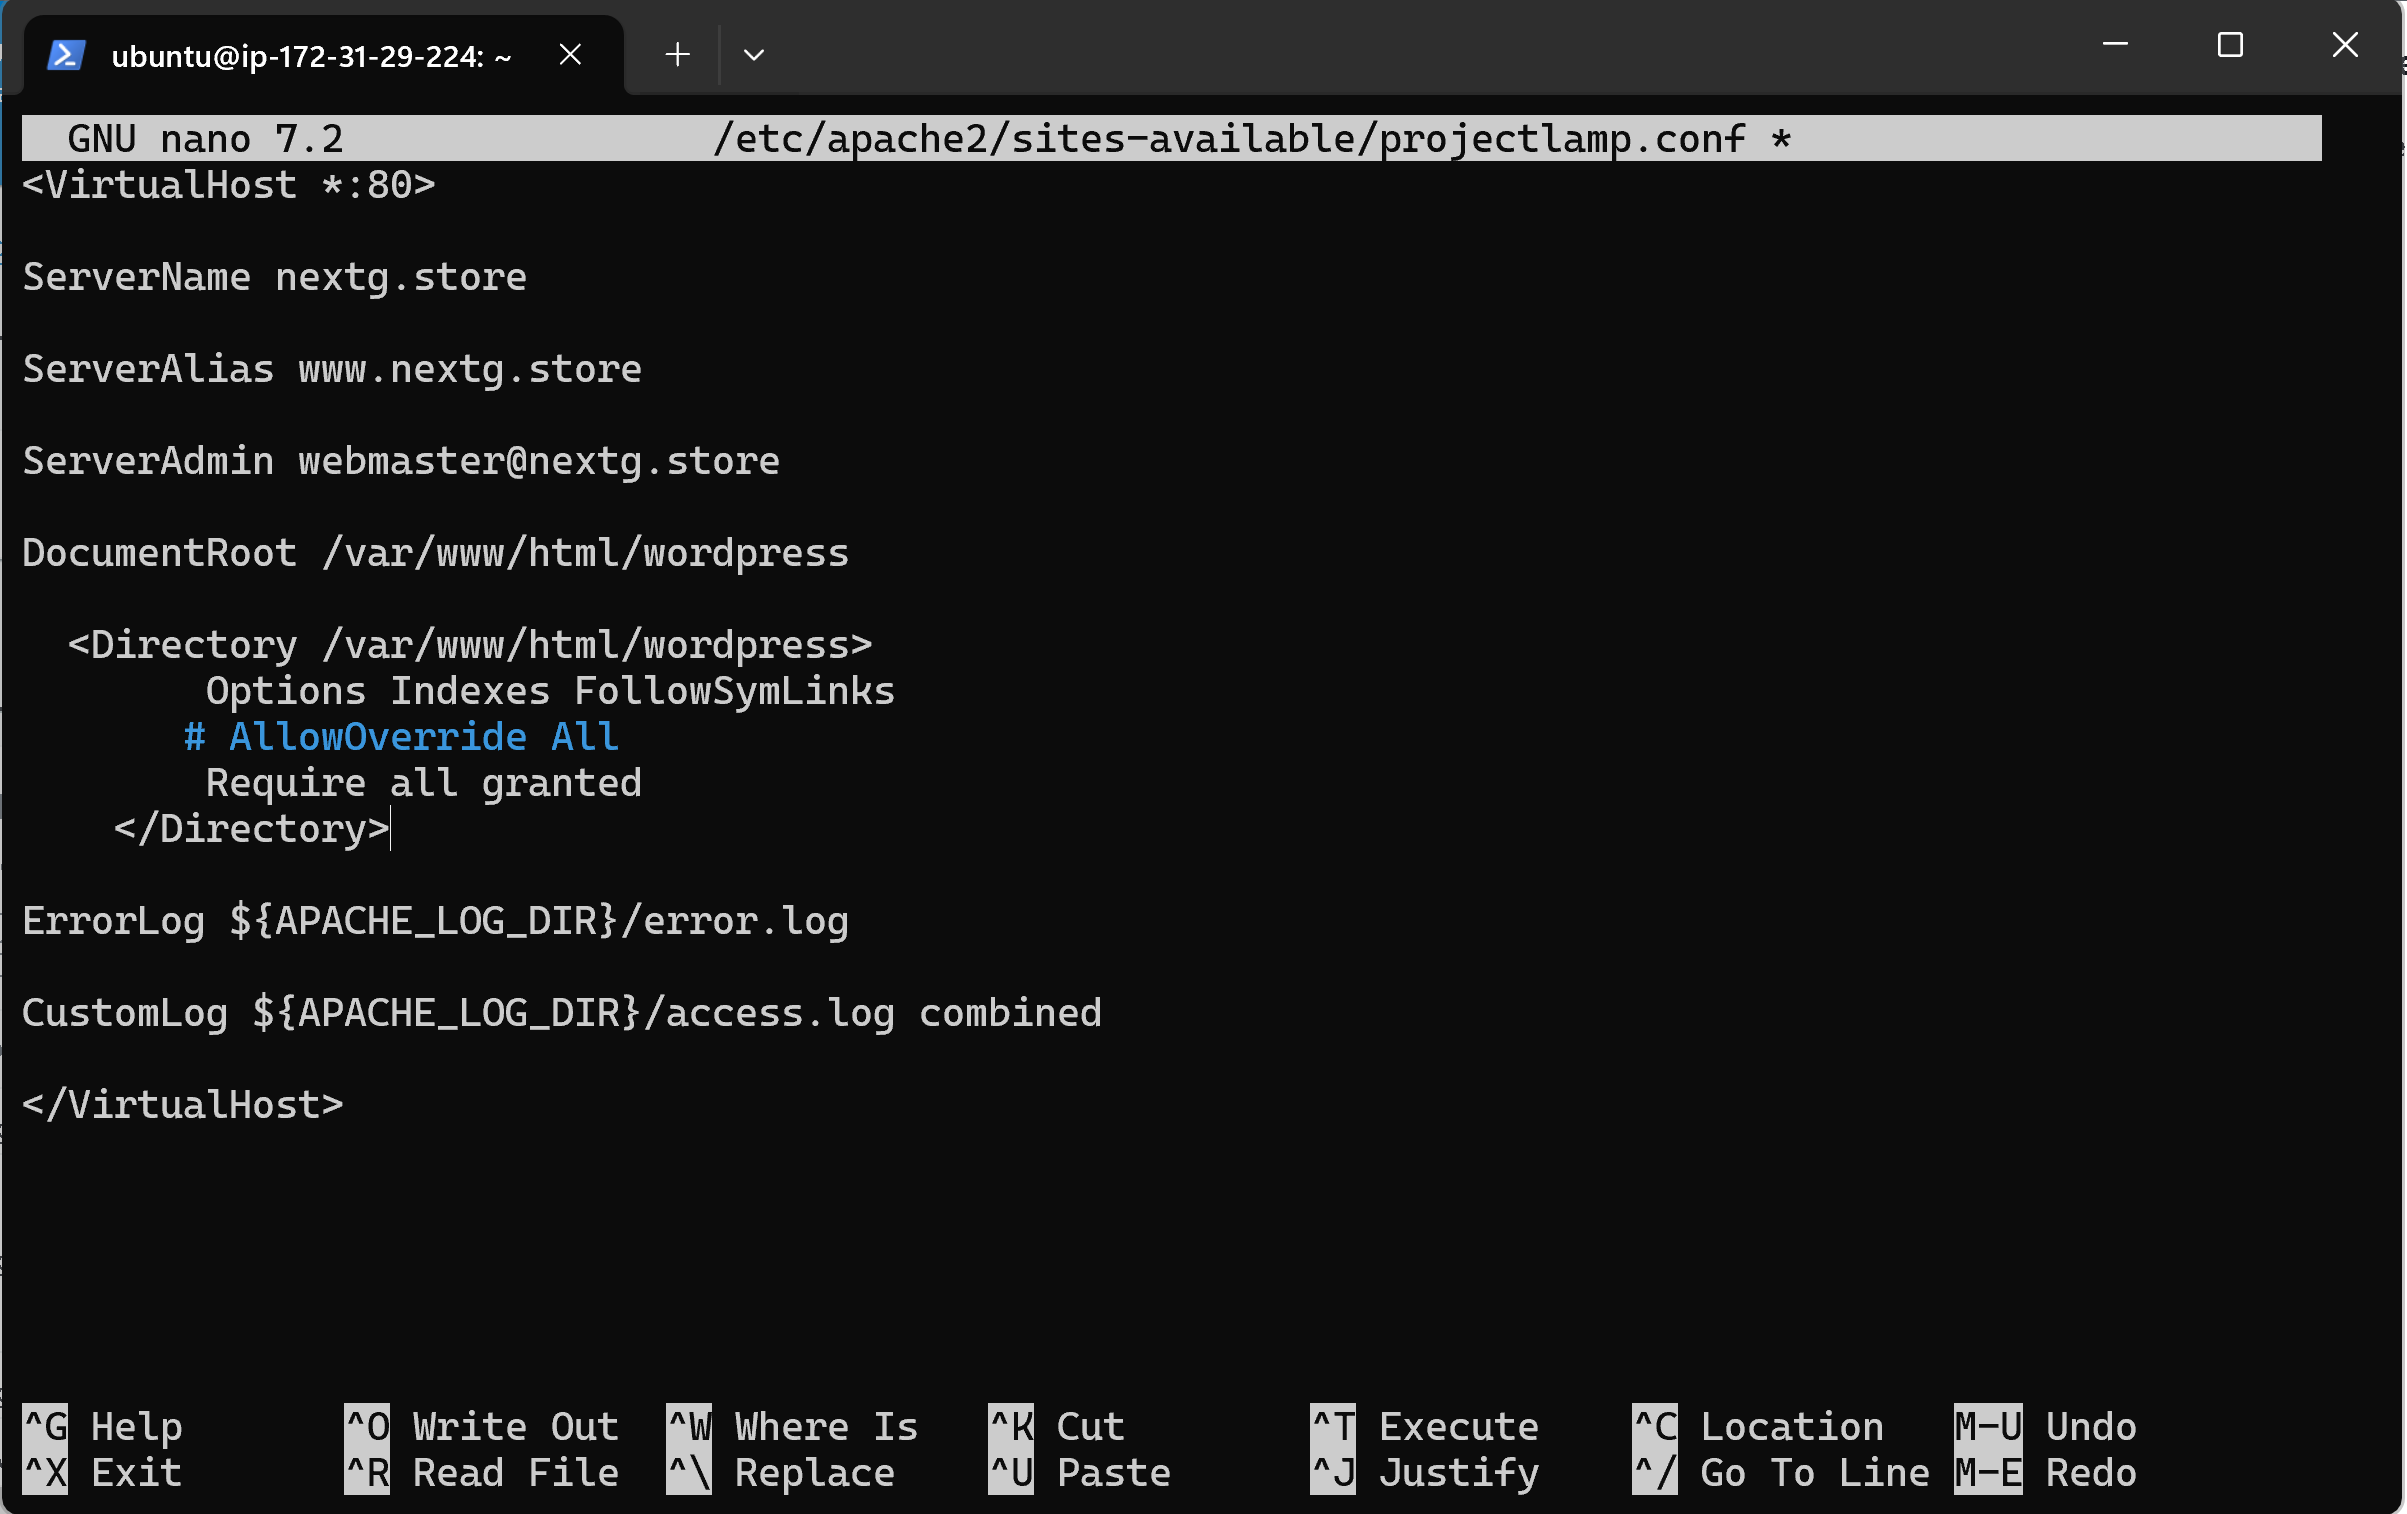 ubuntu@ip-172-31-29-224: ~
GNU nano 7.2 /etc/apache2/sites-available/projectlamp.conf *
<VirtualHost *:80>
ServerName nextg.store
ServerAlias www.nextg.store
ServerAdmin webmaster@nextg.store
DocumentRoot /var/www/html/wordpress
<Directory /var/www/html/wordpress>
Options Indexes FollowSymLinks
# AllowOverride All
Require all granted
</Directory>
ErrorLog ${APACHE_LOG_DIR}/error.log
CustomLog ${APACHE_LOG_DIR}/access.log combined
</VirtualHost>
^G Help ^O Write Out ^W Where Is ^K Cut ^T Execute ^C Location M-U Undo
^X Exit ^R Read File ^\ Replace ^U Paste ^J Justify ^/ Go To Line M-E Redo